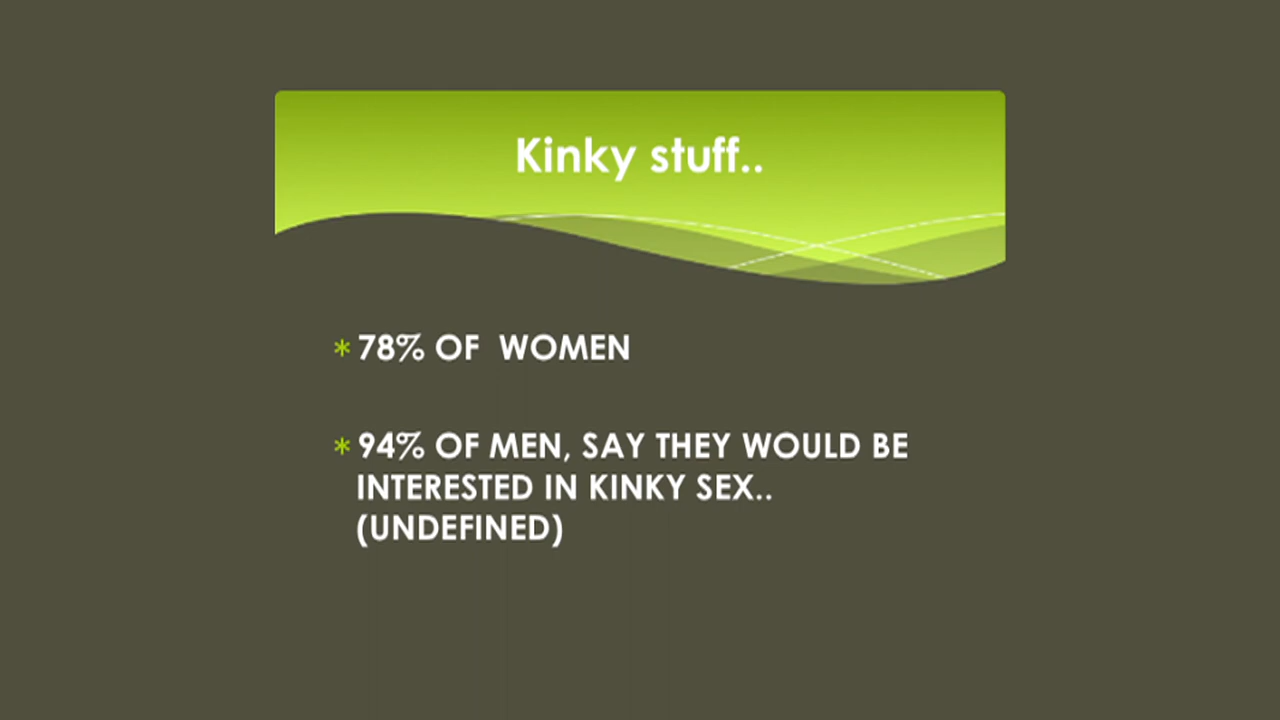 Kinky stuff..
* 78% OF  WOMEN
* 94% OF MEN, SAY THEY WOULD BE
INTERESTED IN KINKY SEX..
(UNDEFINED)